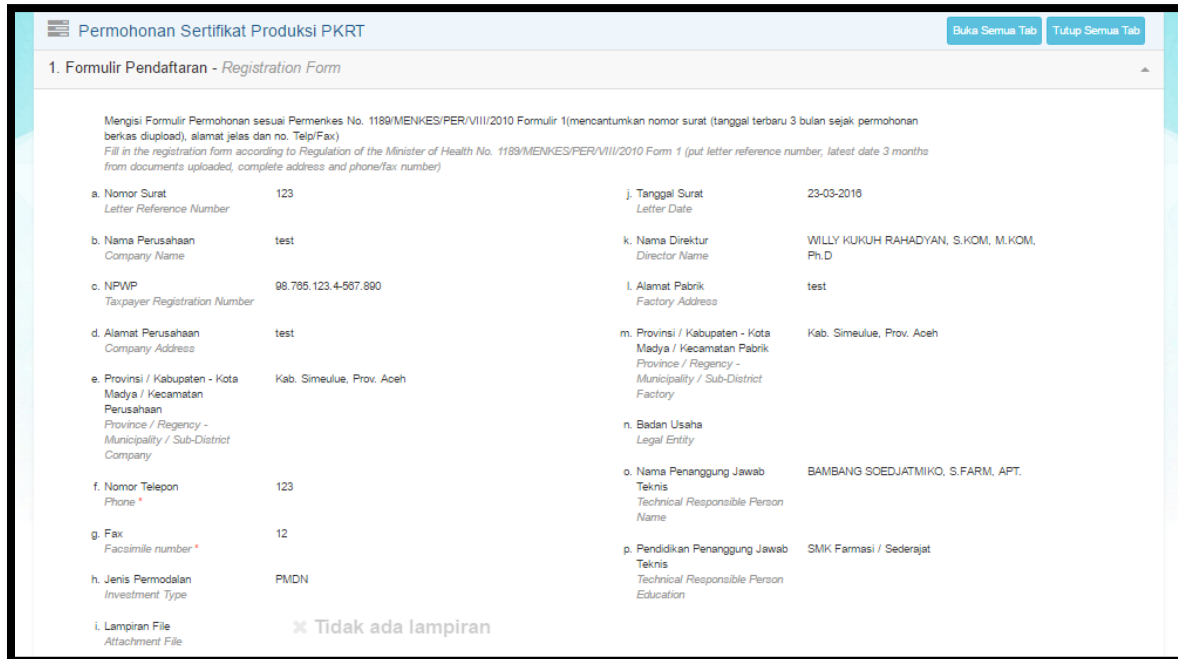 Permohonan Sertifikat Produksi PKRT
Buka Semua Tab
Tutup Semua Tab
1. Formulir Pendaftaran - Registration Form
Mengisi Formulir Permohonan sesuai Permenkes No. 1189/MENKES/PER/VIII/2010 Formulir 1(mencantumkan nomor surat (tanggal terbaru 3 bulan sejak permohonan
berkas diupload), alamat jelas dan no. Telp/Fax)
Fill in the registration form according to Regulation of the Minister of Health No. 1189/MENKES/PER/VIII/2010 Form 1 (put letter reference number, latest date 3 months
from documents uploaded, complete address and phone/fax number)
a. Nomor Surat 123
Letter Reference Number
b. Nama Perusahaan test
Company Name
c. NPWP 98.765.123.4-567.890
Taxpayer Registration Number
d. Alamat Perusahaan test
Company Address
e. Provinsi / Kabupaten - Kota Kab. Simeulue, Prov. Aceh
Madya / Kecamatan
Perusahaan
Province / Regency -
Municipality / Sub-District
Company
f. Nomor Telepon 123
Phone *
g. Fax 12
Facsimile number *
h. Jenis Permodalan PMDN
Investment Type
i. Lampiran File Tidak ada lampiran
Attachment File
j. Tanggal Surat 23-03-2016
Letter Date
k. Nama Direktur WILLY KUKUH RAHADYAN, S.KOM, M.KOM,
Director Name Ph.D
l. Alamat Pabrik test
Factory Address
m. Provinsi / Kabupaten - Kota Kab. Simeulue, Prov. Aceh
Madya / Kecamatan Pabrik
Province / Regency -
Municipality / Sub-District
Factory
n. Badan Usaha
Legal Entity
o. Nama Penanggung Jawab BAMBANG SOEDJATMIKO, S.FARM, APT.
Teknis
Technical Responsible Person
Name
p. Pendidikan Penanggung Jawab SMK Farmasi / Sederajat
Teknis
Technical Responsible Person
Education